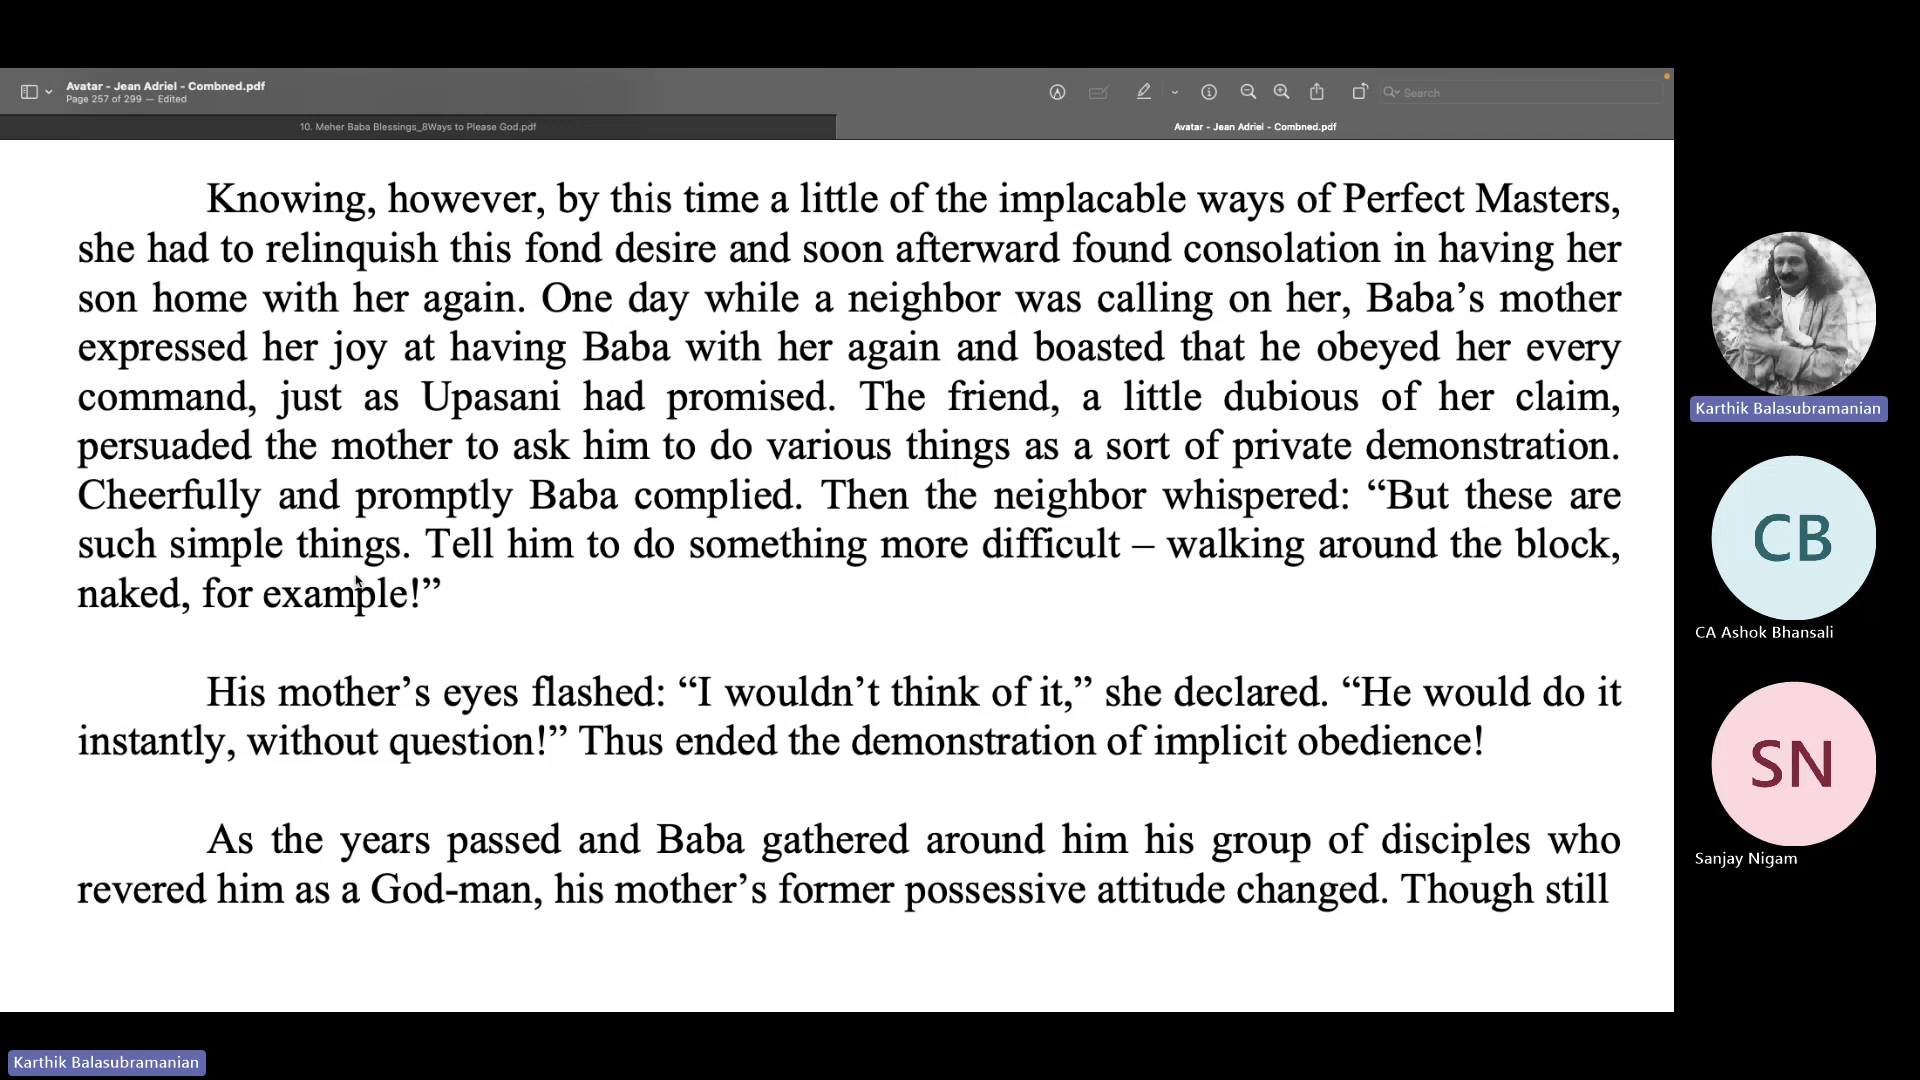 Avatar - Jean Adriel - Combned.pdf
Page 257 of 299 — Edited
Search
10. Meher Baba Blessings_8Ways to Please God.pdf
Avatar - Jean Adriel - Combned.pdf
Knowing, however, by this time a little of the implacable ways of Perfect Masters,
she had to relinquish this fond desire and soon afterward found consolation in having her
son home with her again. One day while a neighbor was calling on her, Baba’s mother
expressed her joy at having Baba with her again and boasted that he obeyed her every
command, just as Upasani had promised. The friend, a little dubious of her claim,
persuaded the mother to ask him to do various things as a sort of private demonstration.
Cheerfully and promptly Baba complied. Then the neighbor whispered: “But these are
such simple things. Tell him to do something more difficult – walking around the block,
naked, for example!”
His mother’s eyes flashed: “I wouldn’t think of it,” she declared. “He would do it
instantly, without question!” Thus ended the demonstration of implicit obedience!
As the years passed and Baba gathered around him his group of disciples who
revered him as a God-man, his mother’s former possessive attitude changed. Though still
Karthik Balasubramanian
CB
CA Ashok Bhansali
SN
Sanjay Nigam
Karthik Balasubramanian